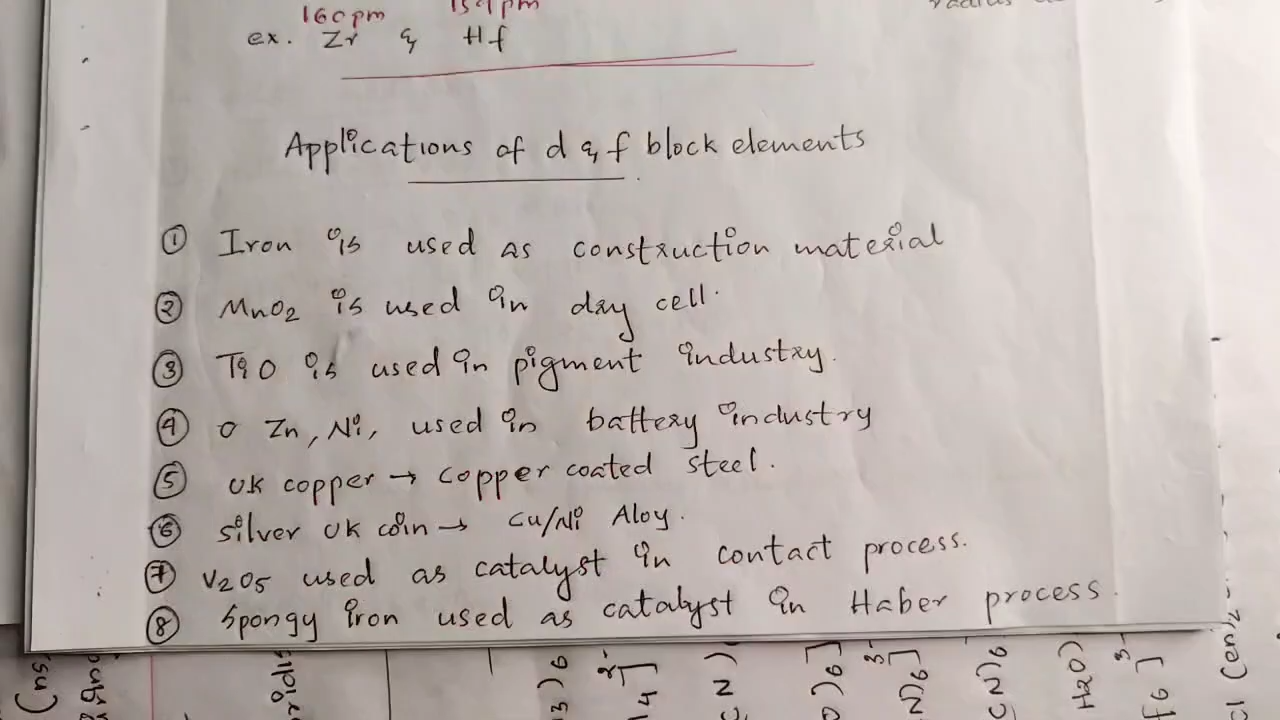 160pm 159pm
ex. Zr & Hf
Applications of d & f block elements
① Iron is used as construction material
② MnO2 is used in dry cell.
③ TiO is used in pigment industry.
④ O Zn, Ni, used in battery industry
⑤ UK copper → copper coated steel.
⑥ silver UK coin → Cu/Ni Aloy.
⑦ V2O5 used as catalyst in contact process.
⑧ Spongy iron used as catalyst in Haber process.